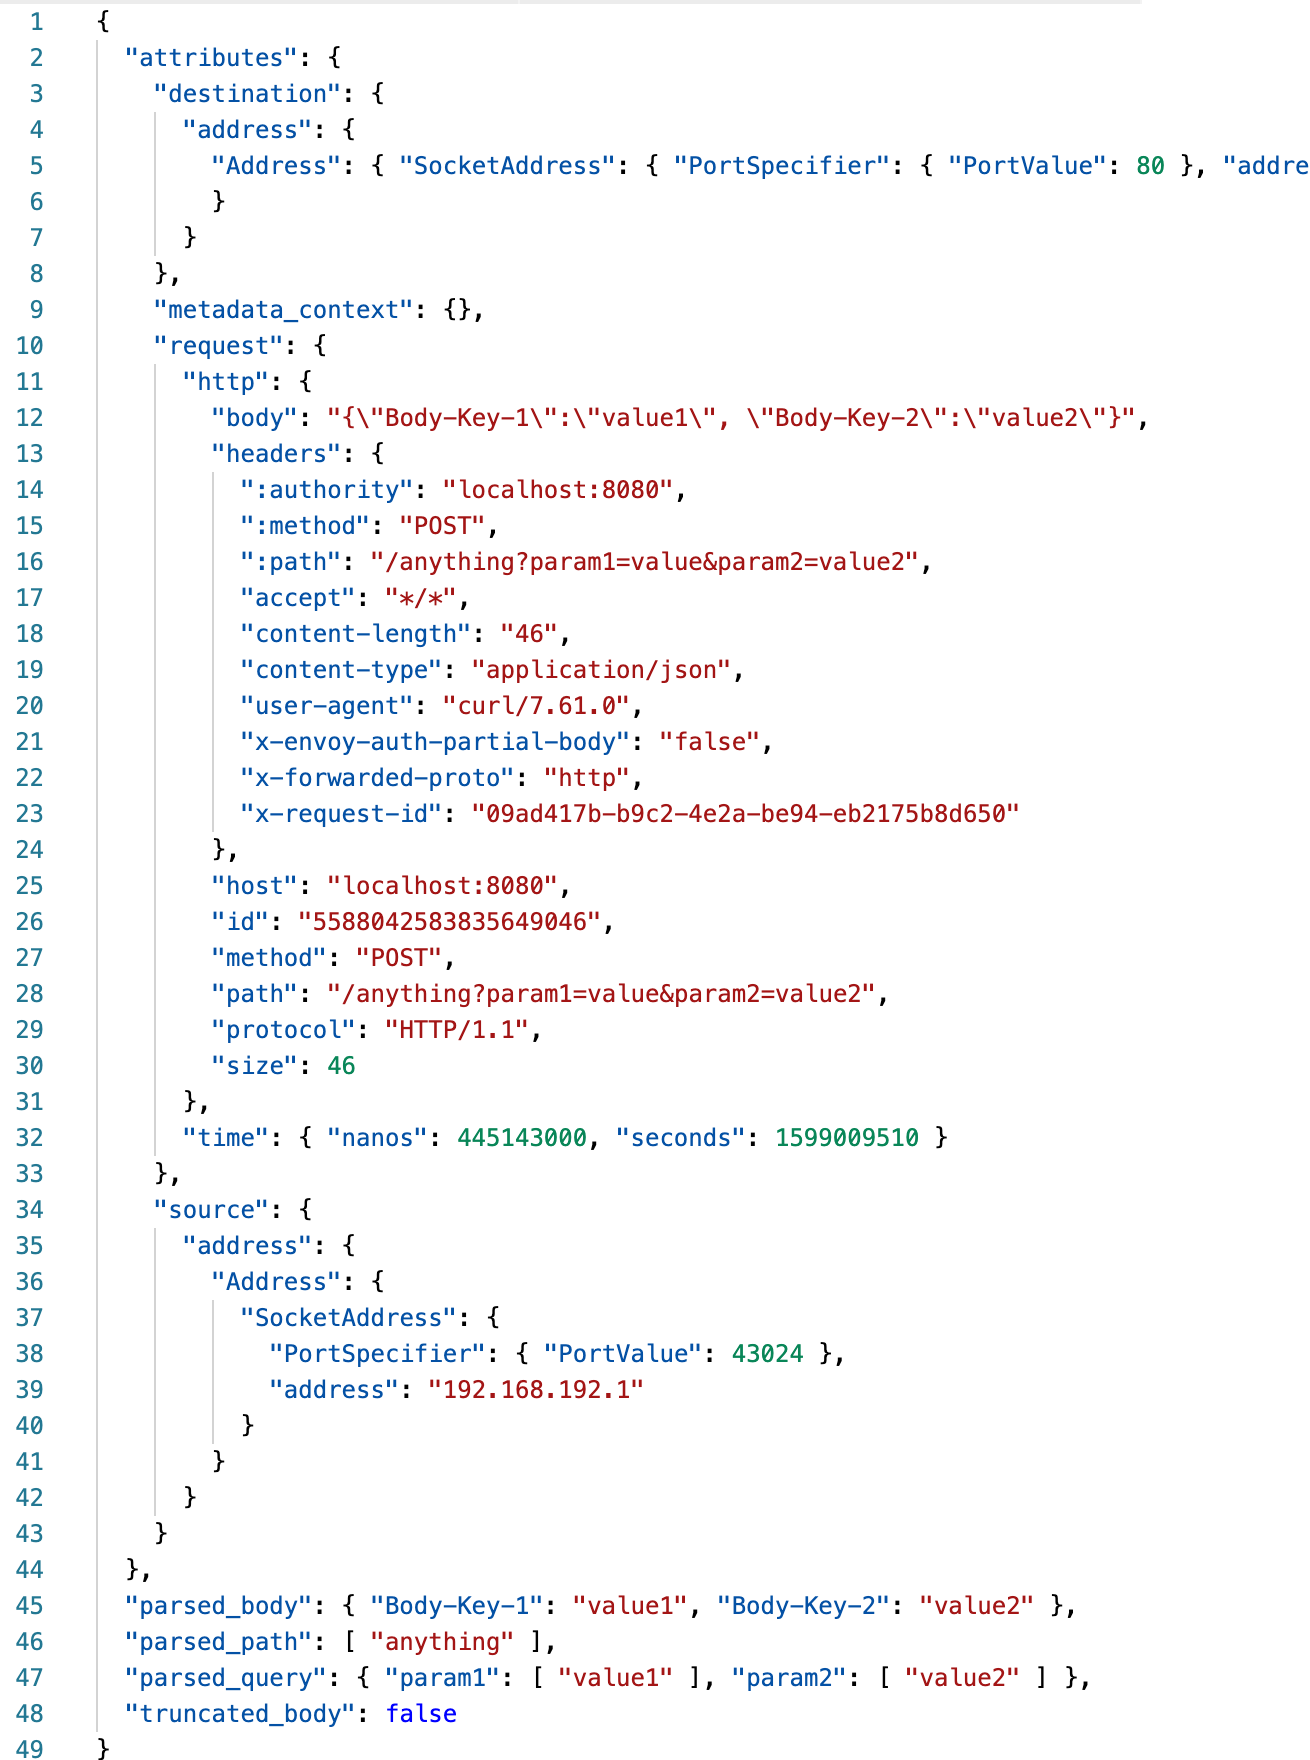 1 {
2 "attributes": {
3 "destination": {
4 "address": {
5 "Address": { "SocketAddress": { "PortSpecifier": { "PortValue": 80 }, "addre
6 }
7 }
8 },
9 "metadata_context": {},
10 "request": {
11 "http": {
12 "body": "{\"Body-Key-1\":\"value1\", \"Body-Key-2\":\"value2\"}",
13 "headers": {
14 ":authority": "localhost:8080",
15 ":method": "POST",
16 ":path": "/anything?param1=value&param2=value2",
17 "accept": "*/*",
18 "content-length": "46",
19 "content-type": "application/json",
20 "user-agent": "curl/7.61.0",
21 "x-envoy-auth-partial-body": "false",
22 "x-forwarded-proto": "http",
23 "x-request-id": "09ad417b-b9c2-4e2a-be94-eb2175b8d650"
24 },
25 "host": "localhost:8080",
26 "id": "5588042583835649046",
27 "method": "POST",
28 "path": "/anything?param1=value&param2=value2",
29 "protocol": "HTTP/1.1",
30 "size": 46
31 },
32 "time": { "nanos": 445143000, "seconds": 1599009510 }
33 },
34 "source": {
35 "address": {
36 "Address": {
37 "SocketAddress": {
38 "PortSpecifier": { "PortValue": 43024 },
39 "address": "192.168.192.1"
40 }
41 }
42 }
43 }
44 },
45 "parsed_body": { "Body-Key-1": "value1", "Body-Key-2": "value2" },
46 "parsed_path": [ "anything" ],
47 "parsed_query": { "param1": [ "value1" ], "param2": [ "value2" ] },
48 "truncated_body": false
49 }